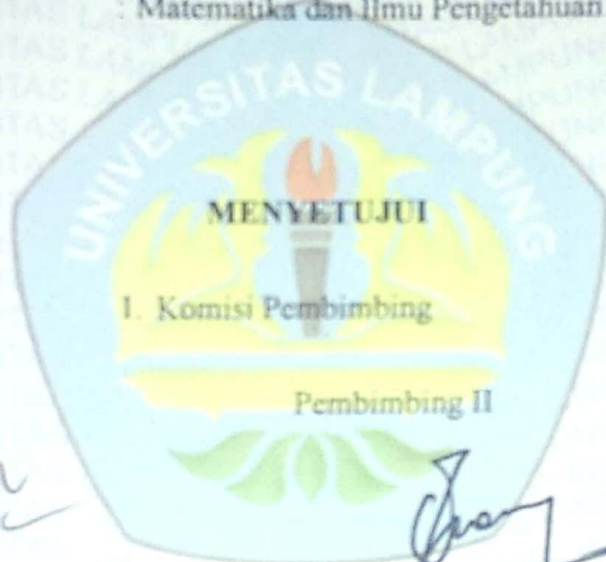 : Matematika dan Ilmu Pengetahuan
UNIVERSITAS LAMPUNG
MENYETUJUI
1. Komisi Pembimbing
Pembimbing II